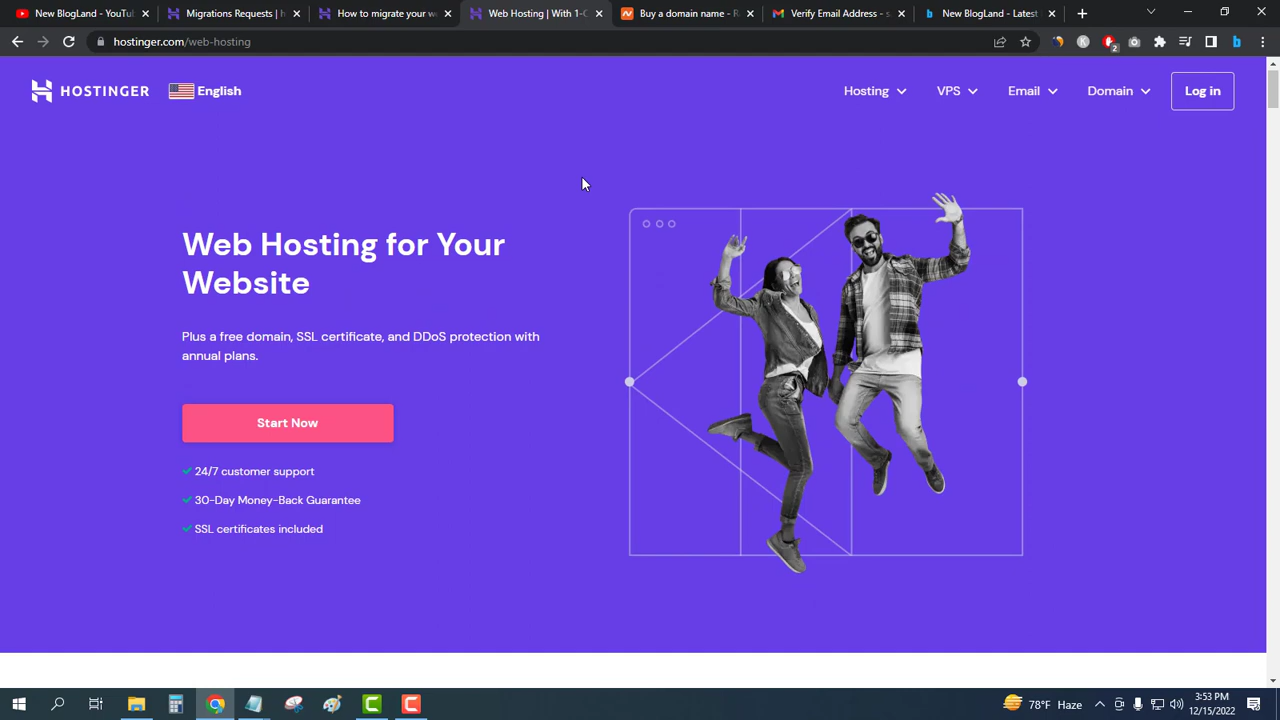 New BlogLand - YouTube
Migrations Requests | h
How to migrate your w
Web Hosting | With 1-C
Buy a domain name - R
Verify Email Address - s
New BlogLand - Latest
hostinger.com/web-hosting
2
HOSTINGER
English
Hosting
VPS
Email
Domain
Log in
Web Hosting for Your
Website
Plus a free domain, SSL certificate, and DDoS protection with
annual plans.
Start Now
24/7 customer support
30-Day Money-Back Guarantee
SSL certificates included
78°F Haze
3:53 PM
12/15/2022